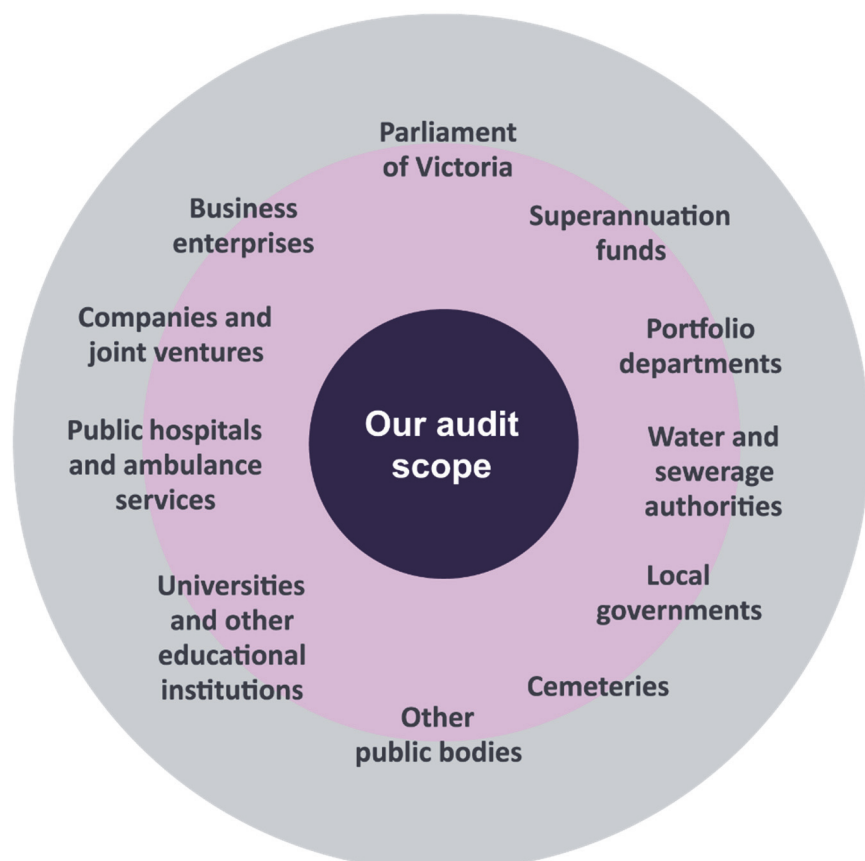 Parliament
of Victoria
Superannuation
funds
Portfolio
departments
Water and
sewerage
authorities
Local
governments
Cemeteries
Other
public bodies
Universities
and other
educational
institutions
Public hospitals
and ambulance
services
Companies and
joint ventures
Business
enterprises
Our audit
scope